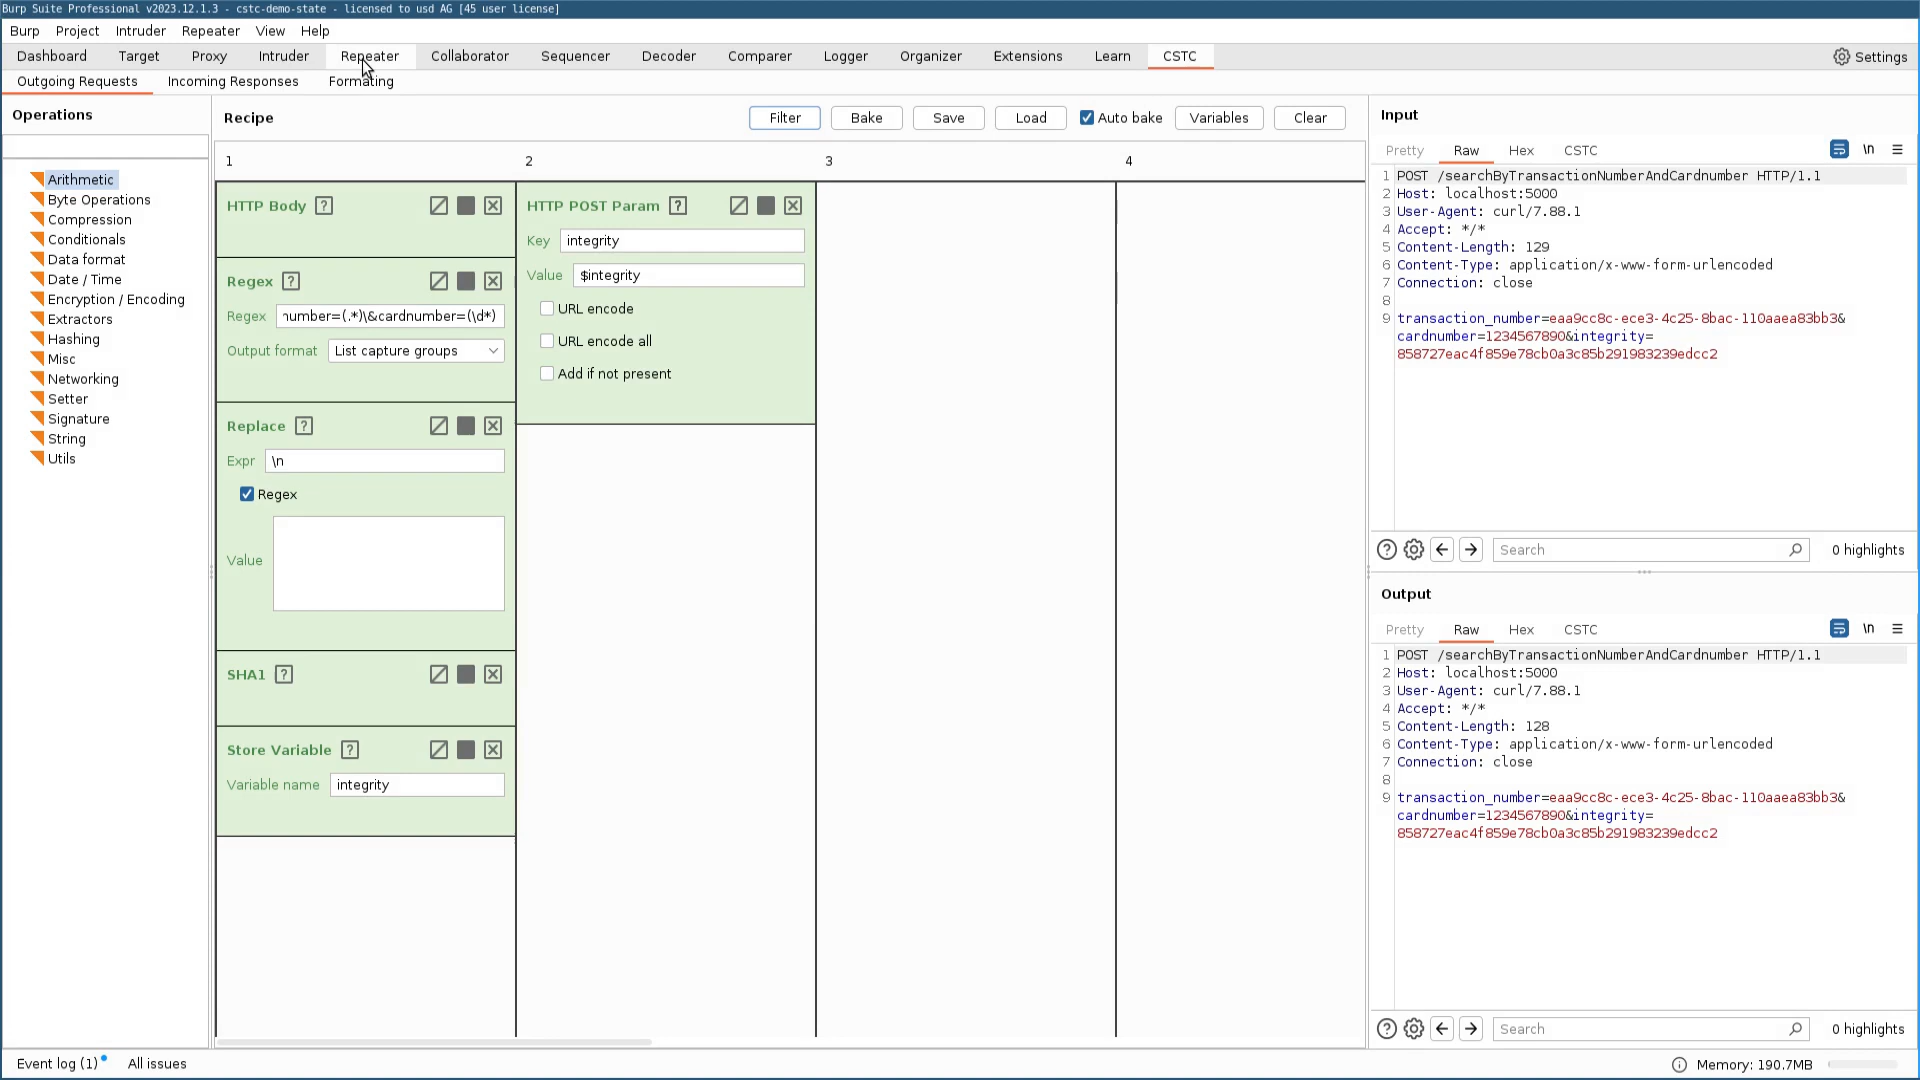 Burp Suite Professional v2023.12.1.3 - cstc-demo-state - licensed to usd AG [45 user license]
Burp Project Intruder Repeater View Help
Dashboard Target Proxy Intruder Repeater Collaborator Sequencer Decoder Comparer Logger Organizer Extensions Learn CSTC Settings
Outgoing Requests Incoming Responses Formating
Operations
Arithmetic
Byte Operations
Compression
Conditionals
Data format
Date / Time
Encryption / Encoding
Extractors
Hashing
Misc
Networking
Setter
Signature
String
Utils
Recipe Filter Bake Save Load Auto bake Variables Clear
1 2 3 4
HTTP Body ?
Regex ?
Regex number=(.*)\&cardnumber=(\d*)
Output format List capture groups
Replace ?
Expr \n
Regex
Value
SHA1 ?
Store Variable ?
Variable name integrity
HTTP POST Param ?
Key integrity
Value $integrity
URL encode
URL encode all
Add if not present
Input
Pretty Raw Hex CSTC \n
1 POST /searchByTransactionNumberAndCardnumber HTTP/1.1
2 Host: localhost:5000
3 User-Agent: curl/7.88.1
4 Accept: */*
5 Content-Length: 129
6 Content-Type: application/x-www-form-urlencoded
7 Connection: close
8
9 transaction_number=eaa9cc8c-ece3-4c25-8bac-110aaea83bb3&
cardnumber=1234567890&integrity=
858727eac4f859e78cb0a3c85b291983239edcc2
? Search 0 highlights
Output
Pretty Raw Hex CSTC \n
1 POST /searchByTransactionNumberAndCardnumber HTTP/1.1
2 Host: localhost:5000
3 User-Agent: curl/7.88.1
4 Accept: */*
5 Content-Length: 128
6 Content-Type: application/x-www-form-urlencoded
7 Connection: close
8
9 transaction_number=eaa9cc8c-ece3-4c25-8bac-110aaea83bb3&
cardnumber=1234567890&integrity=
858727eac4f859e78cb0a3c85b291983239edcc2
? Search 0 highlights
Event log (1) All issues Memory: 190.7MB